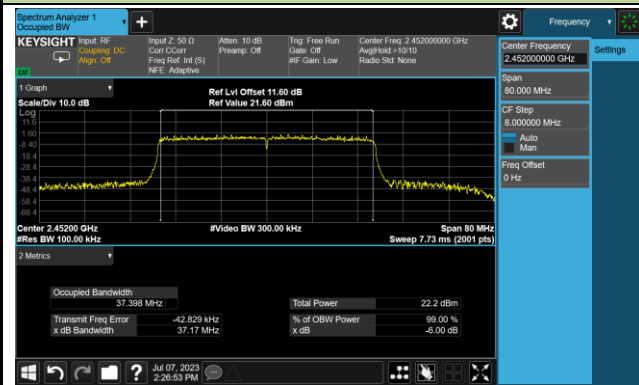 Spectrum Analyzer 1
Occupied BW
+
Frequency
KEYSIGHT
Input: RF
Coupling: DC
Align: Off
Input Z: 50 Ω
Corr CCorr
Freq Ref: Int (S)
NFE: Adaptive
Atten: 10 dB
Preamp: Off
Trig: Free Run
Gate: Off
#IF Gain: Low
Center Freq: 2.452000000 GHz
Avg|Hold:>10/10
Radio Std: None
Center Frequency
2.452000000 GHz
Settings
Span
80.000 MHz
CF Step
8.000000 MHz
Auto
Man
Freq Offset
0 Hz
1 Graph
Scale/Div 10.0 dB
Ref Lvl Offset 11.60 dB
Ref Value 21.60 dBm
Log
11.6
1.60
-8.40
-18.4
-28.4
-38.4
-48.4
-58.4
-68.4
Center 2.45200 GHz
#Res BW 100.00 kHz
#Video BW 300.00 kHz
Span 80 MHz
Sweep 7.73 ms (2001 pts)
2 Metrics
Occupied Bandwidth
37.398 MHz
Total Power 22.2 dBm
Transmit Freq Error -42.829 kHz
% of OBW Power 99.00 %
x dB Bandwidth 37.17 MHz
x dB -6.00 dB
?
Jul 07, 2023
2:26:53 PM